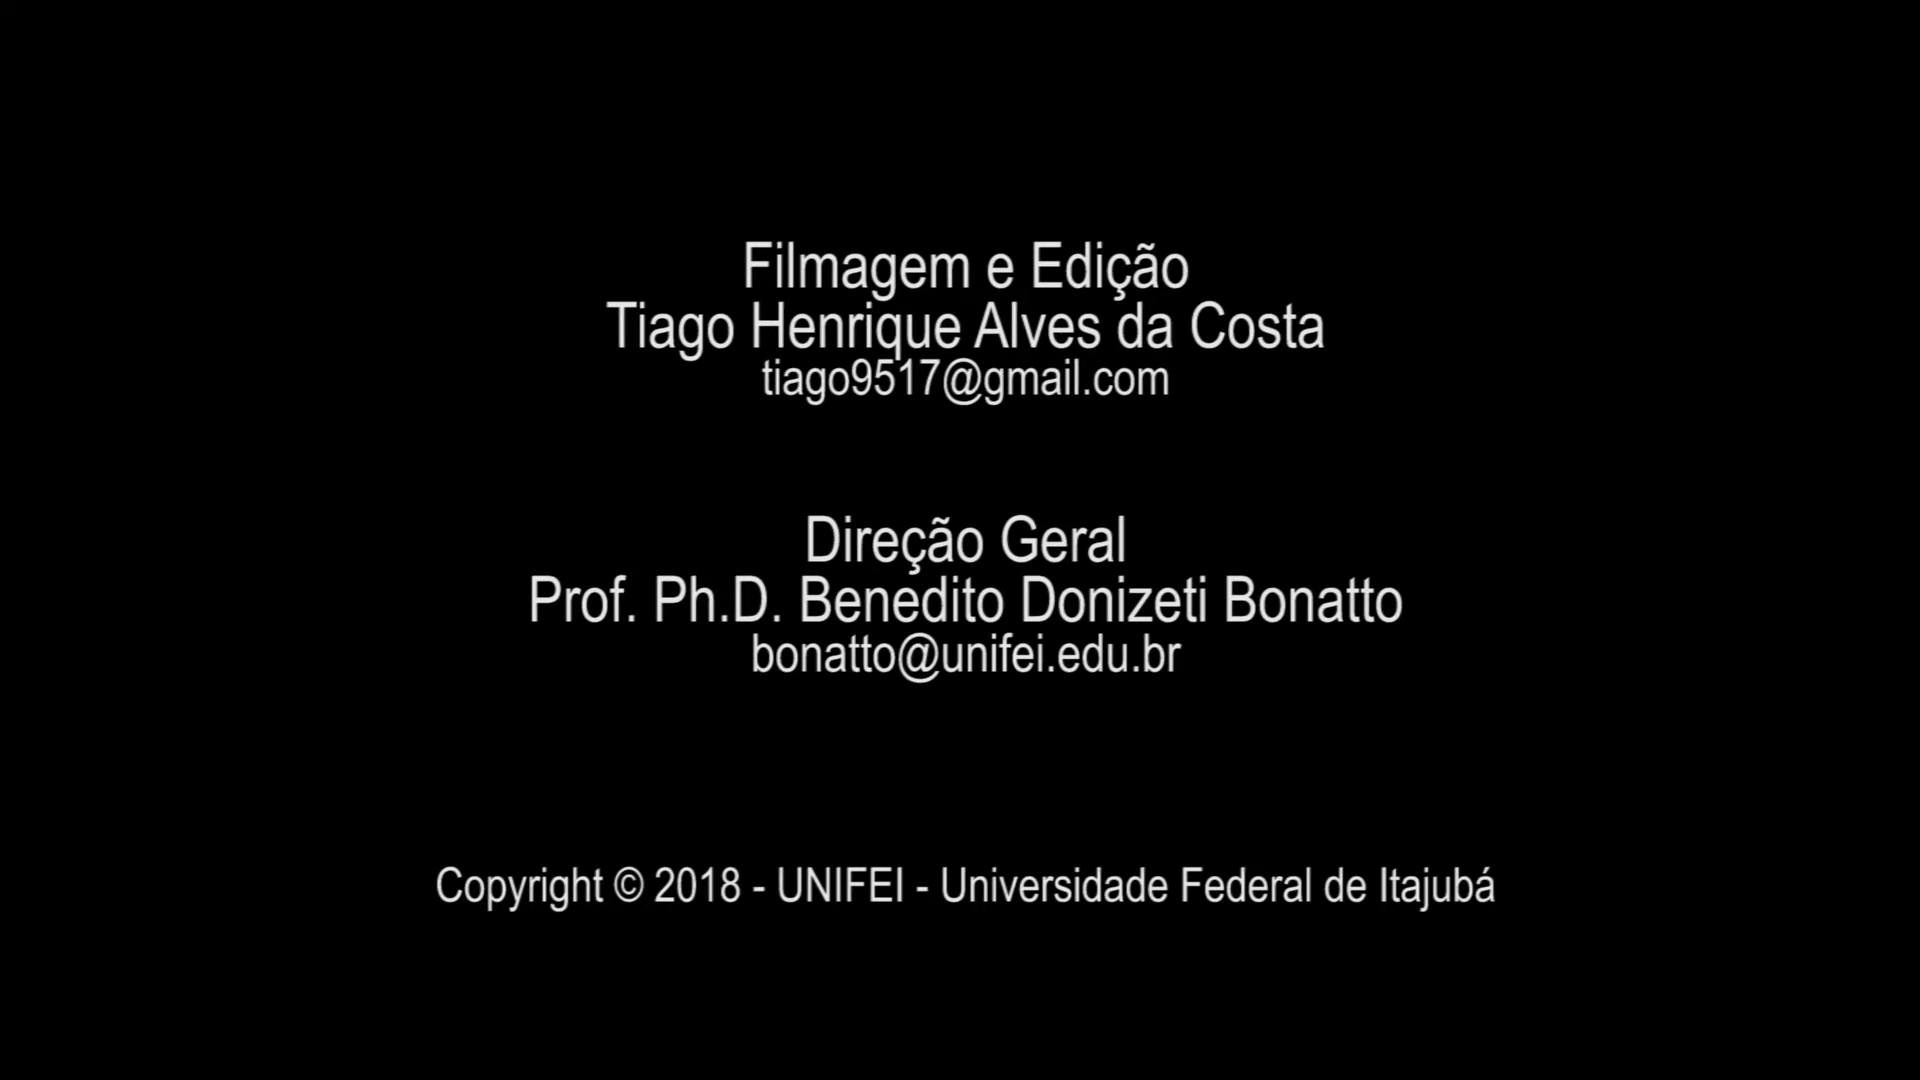 Filmagem e Edição
Tiago Henrique Alves da Costa
tiago9517@gmail.com
Direção Geral
Prof. Ph.D. Benedito Donizeti Bonatto
bonatto@unifei.edu.br
Copyright © 2018 - UNIFEI - Universidade Federal de Itajubá